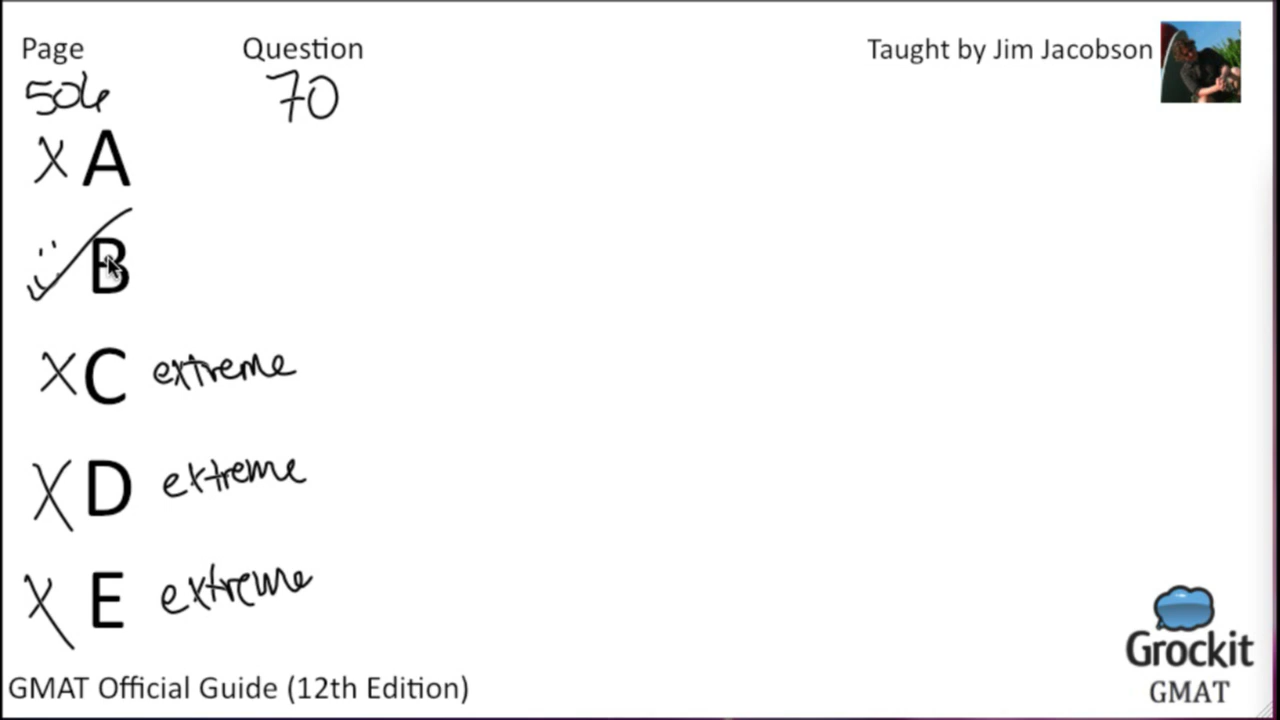 Page Question Taught by Jim Jacobson
506 70
X A
B
X C extreme
X D extreme
X E extreme
GMAT Official Guide (12th Edition)
Grockit
GMAT